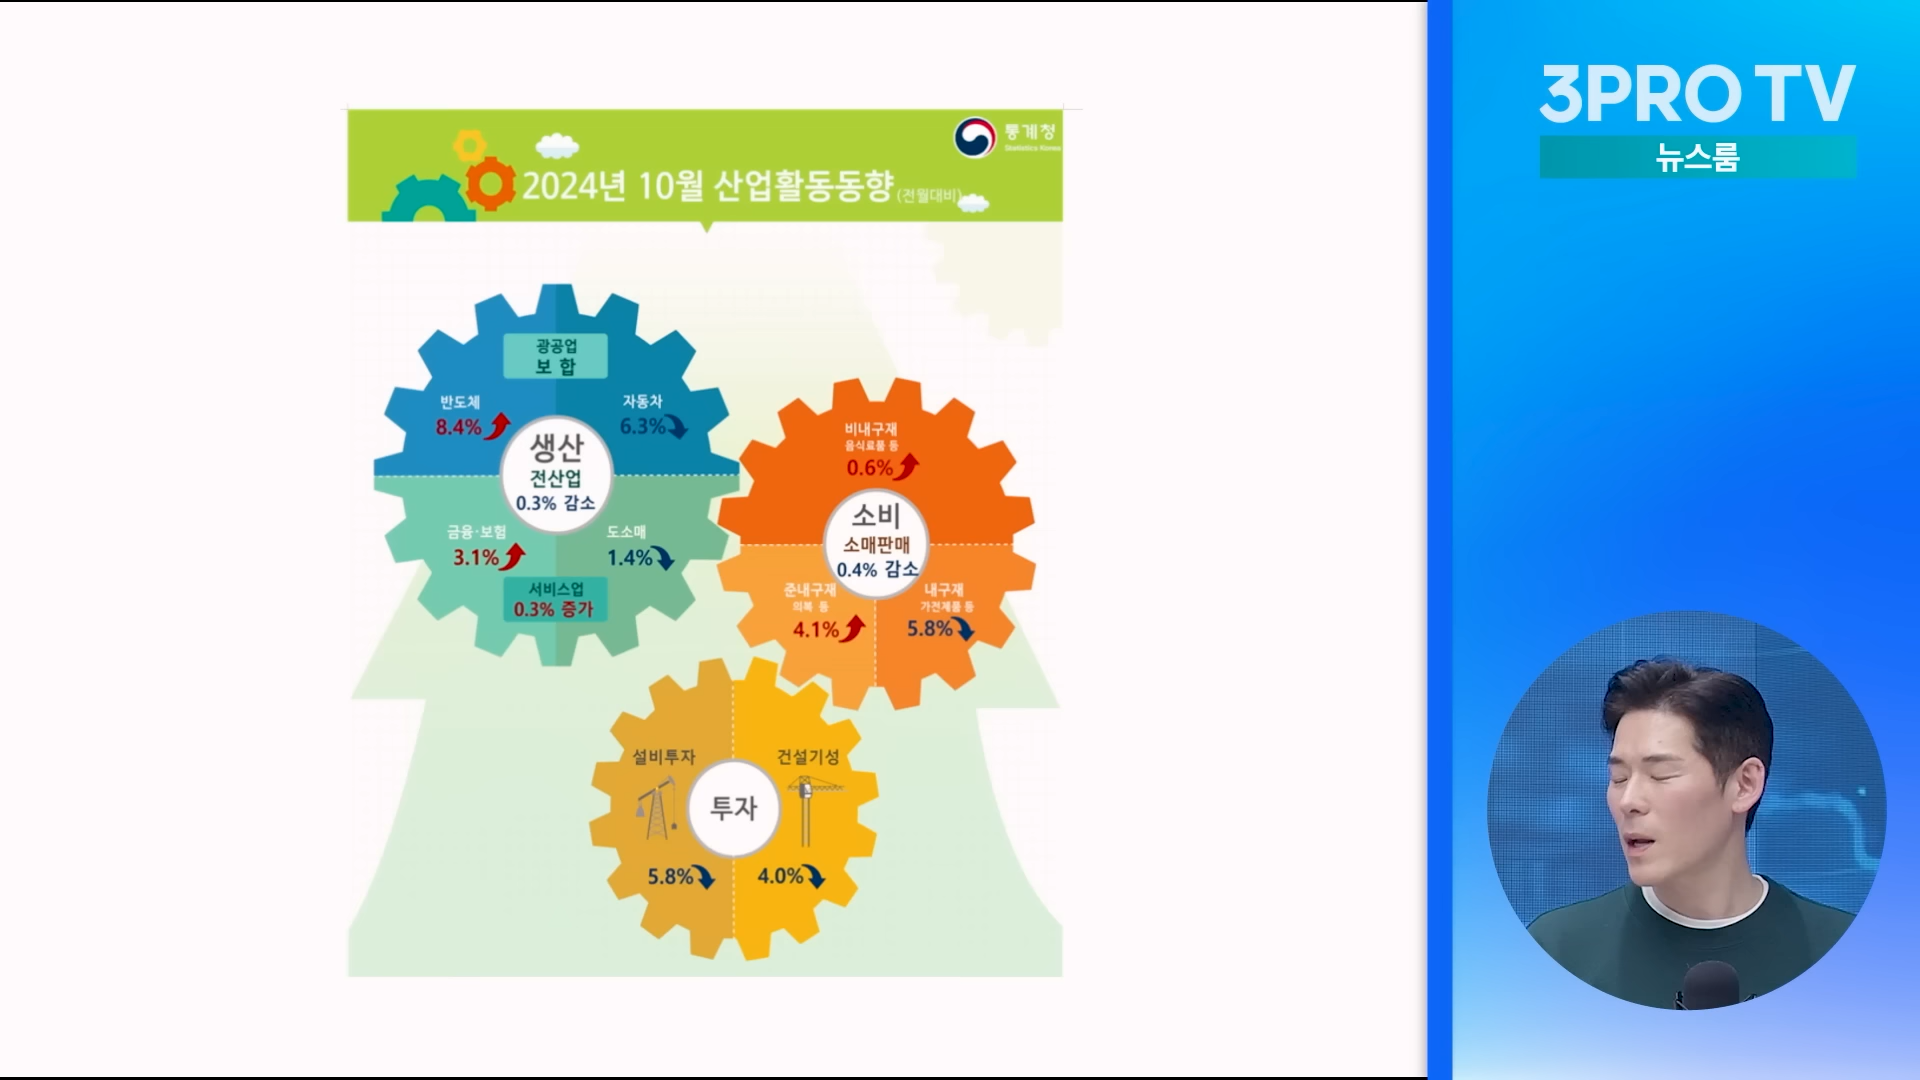 3PRO TV
뉴스룸
통계청
Statistics Korea
2024년 10월 산업활동동향 (전월대비)
광공업
보 합
반도체
8.4%
자동차
6.3%
생산
전산업
0.3% 감소
금융·보험
3.1%
도소매
1.4%
서비스업
0.3% 증가
비내구재
음식료품 등
0.6%
소비
소매판매
0.4% 감소
준내구재
의복 등
4.1%
내구재
가전제품 등
5.8%
설비투자
건설기성
투자
5.8%
4.0%